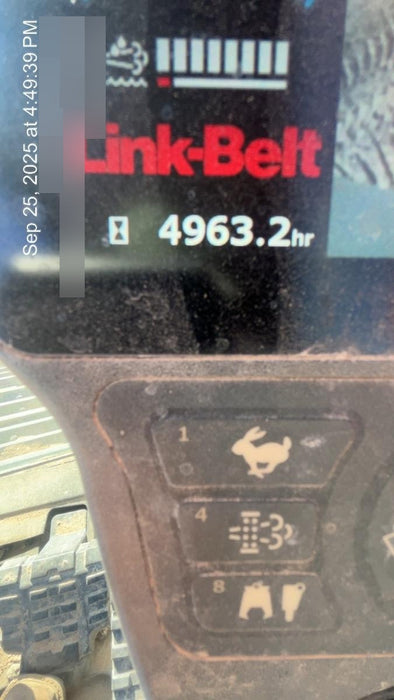 Sep 25, 2025 at 4:49:39 PM
Link-Belt
4963.2hr
1
4
8